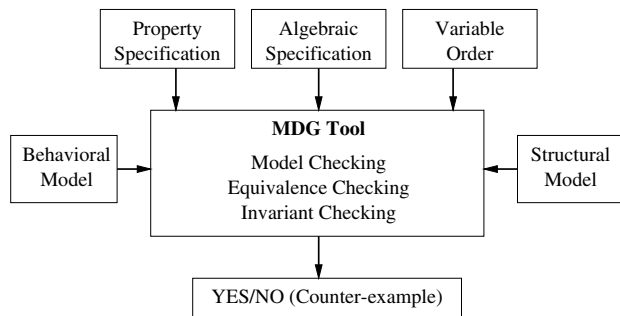 Property
Specification
Algebraic
Specification
Variable
Order
MDG Tool
Model Checking
Equivalence Checking
Invariant Checking
Behavioral
Model
Structural
Model
YES/NO (Counter-example)